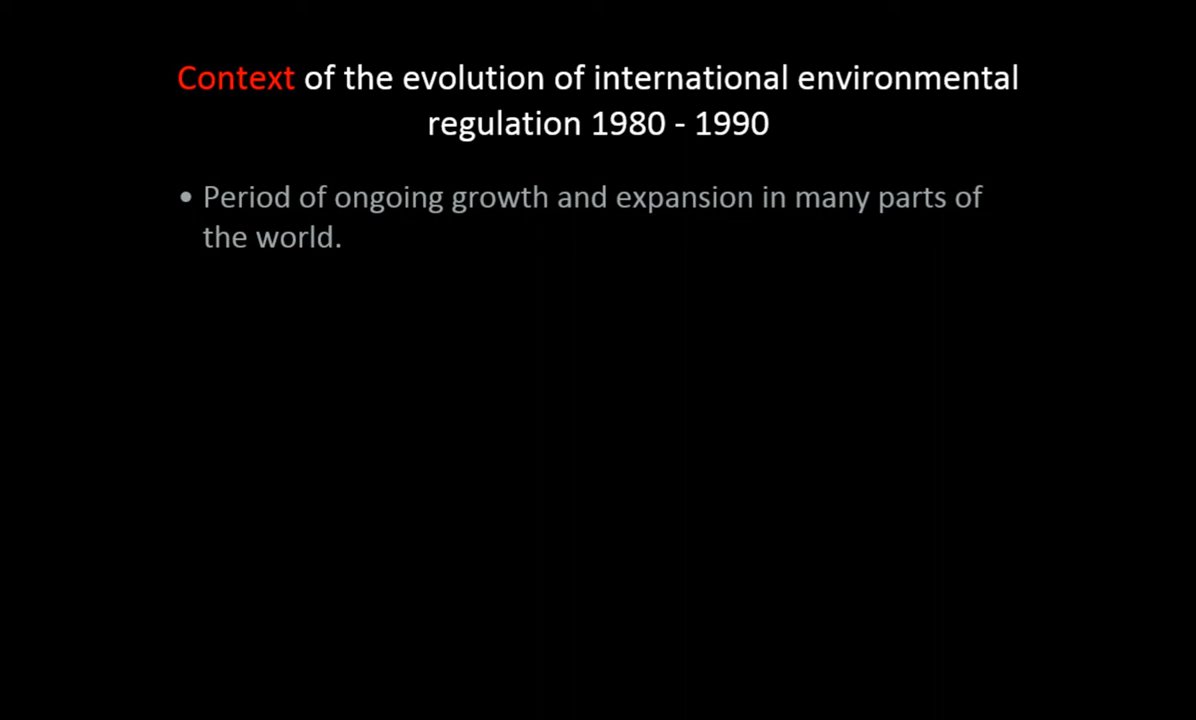 Context of the evolution of international environmental
regulation 1980 - 1990
• Period of ongoing growth and expansion in many parts of
the world.